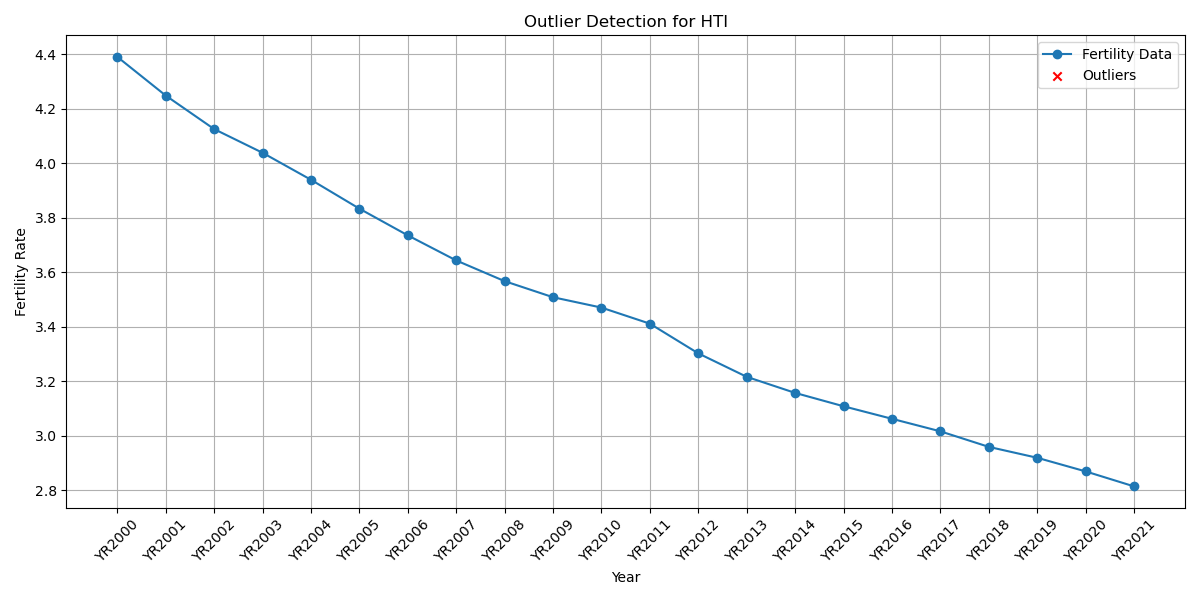 Outlier Detection for HTI
Fertility Data
Outliers
Fertility Rate
4.4
4.2
4.0
3.8
3.6
3.4
3.2
3.0
2.8
YR2000
YR2001
YR2002
YR2003
YR2004
YR2005
YR2006
YR2007
YR2008
YR2009
YR2010
YR2011
YR2012
YR2013
YR2014
YR2015
YR2016
YR2017
YR2018
YR2019
YR2020
YR2021
Year